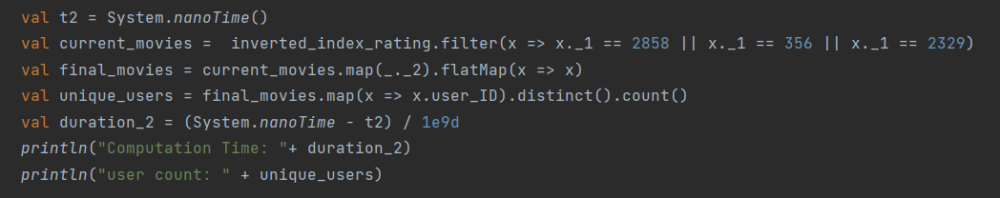 val t2 = System.nanoTime()
val current_movies =  inverted_index_rating.filter(x => x._1 == 2858 || x._1 == 356 || x._1 == 2329)
val final_movies = current_movies.map(_._2).flatMap(x => x)
val unique_users = final_movies.map(x => x.user_ID).distinct().count()
val duration_2 = (System.nanoTime - t2) / 1e9d
println("Computation Time: "+ duration_2)
println("user count: " + unique_users)